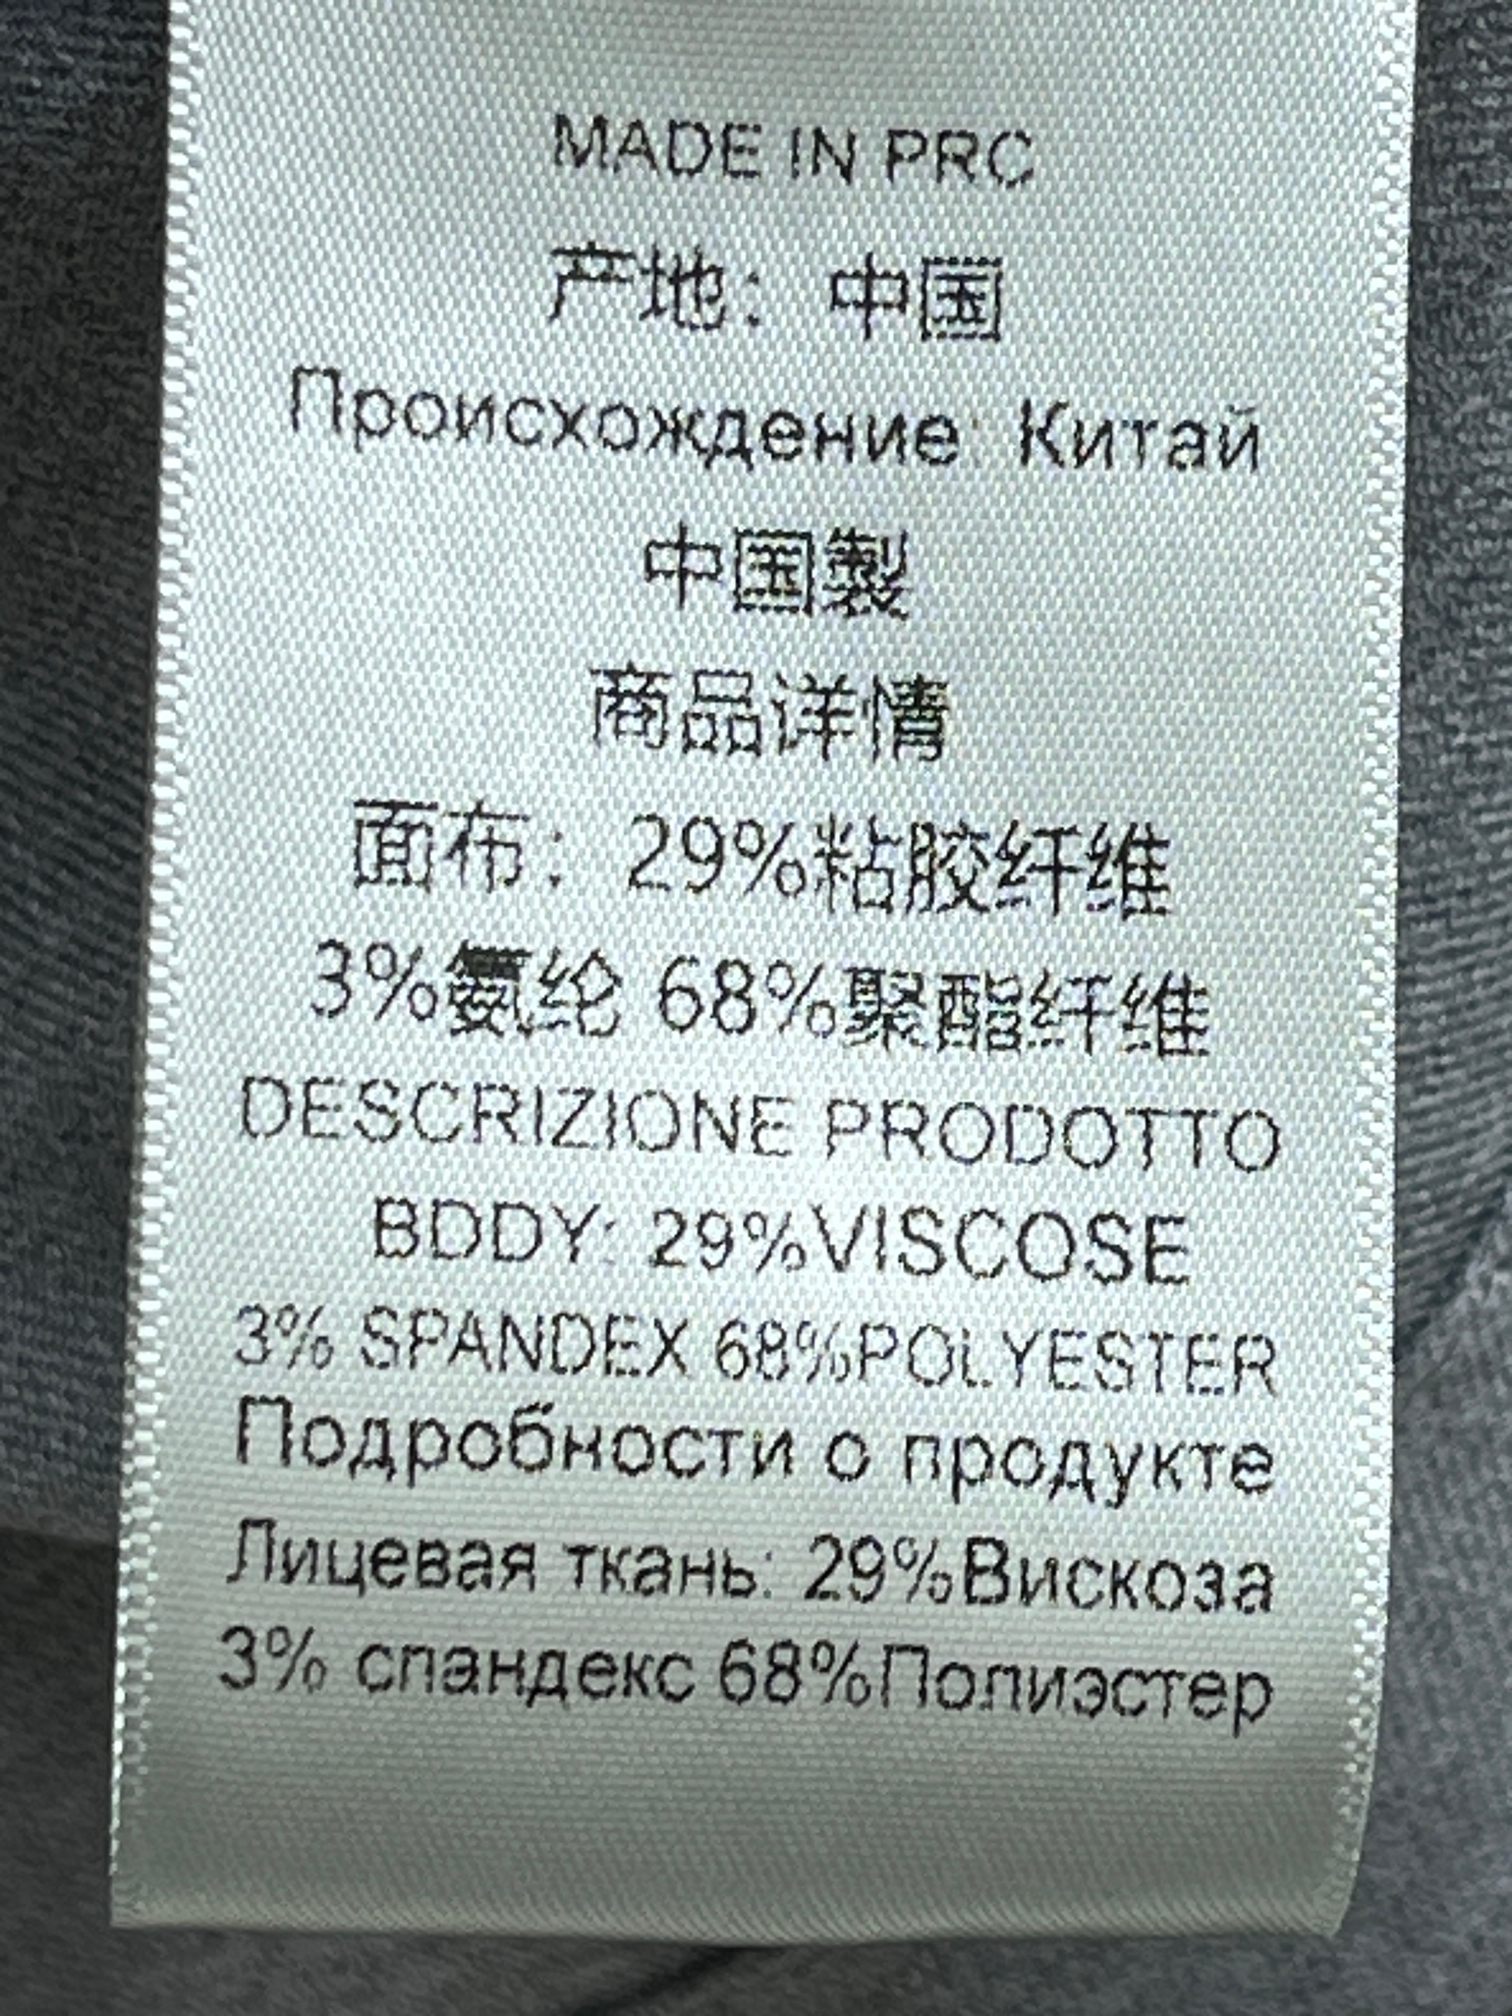 MADE IN PRC
产地：中国
Происхождение: Китай
中国製
商品详情
面布：29%粘胶纤维
3%氨纶 68%聚酯纤维
DESCRIZIONE PRODOTTO
BDDY: 29%VISCOSE
3% SPANDEX 68%POLYESTER
Подробности о продукте
Лицевая ткань: 29%Вискоза
3% спандекс 68%Полиэстер